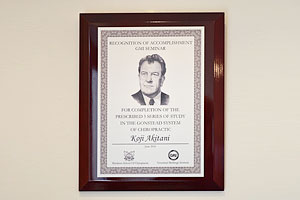 RECOGNITION OF ACCOMPLISHMENT
GMI SEMINAR
FOR COMPLETION OF THE
PRESCRIBED 3 SERIES OF STUDY
IN THE GONSTEAD SYSTEM
OF CHIROPRACTIC
Koji Akitani